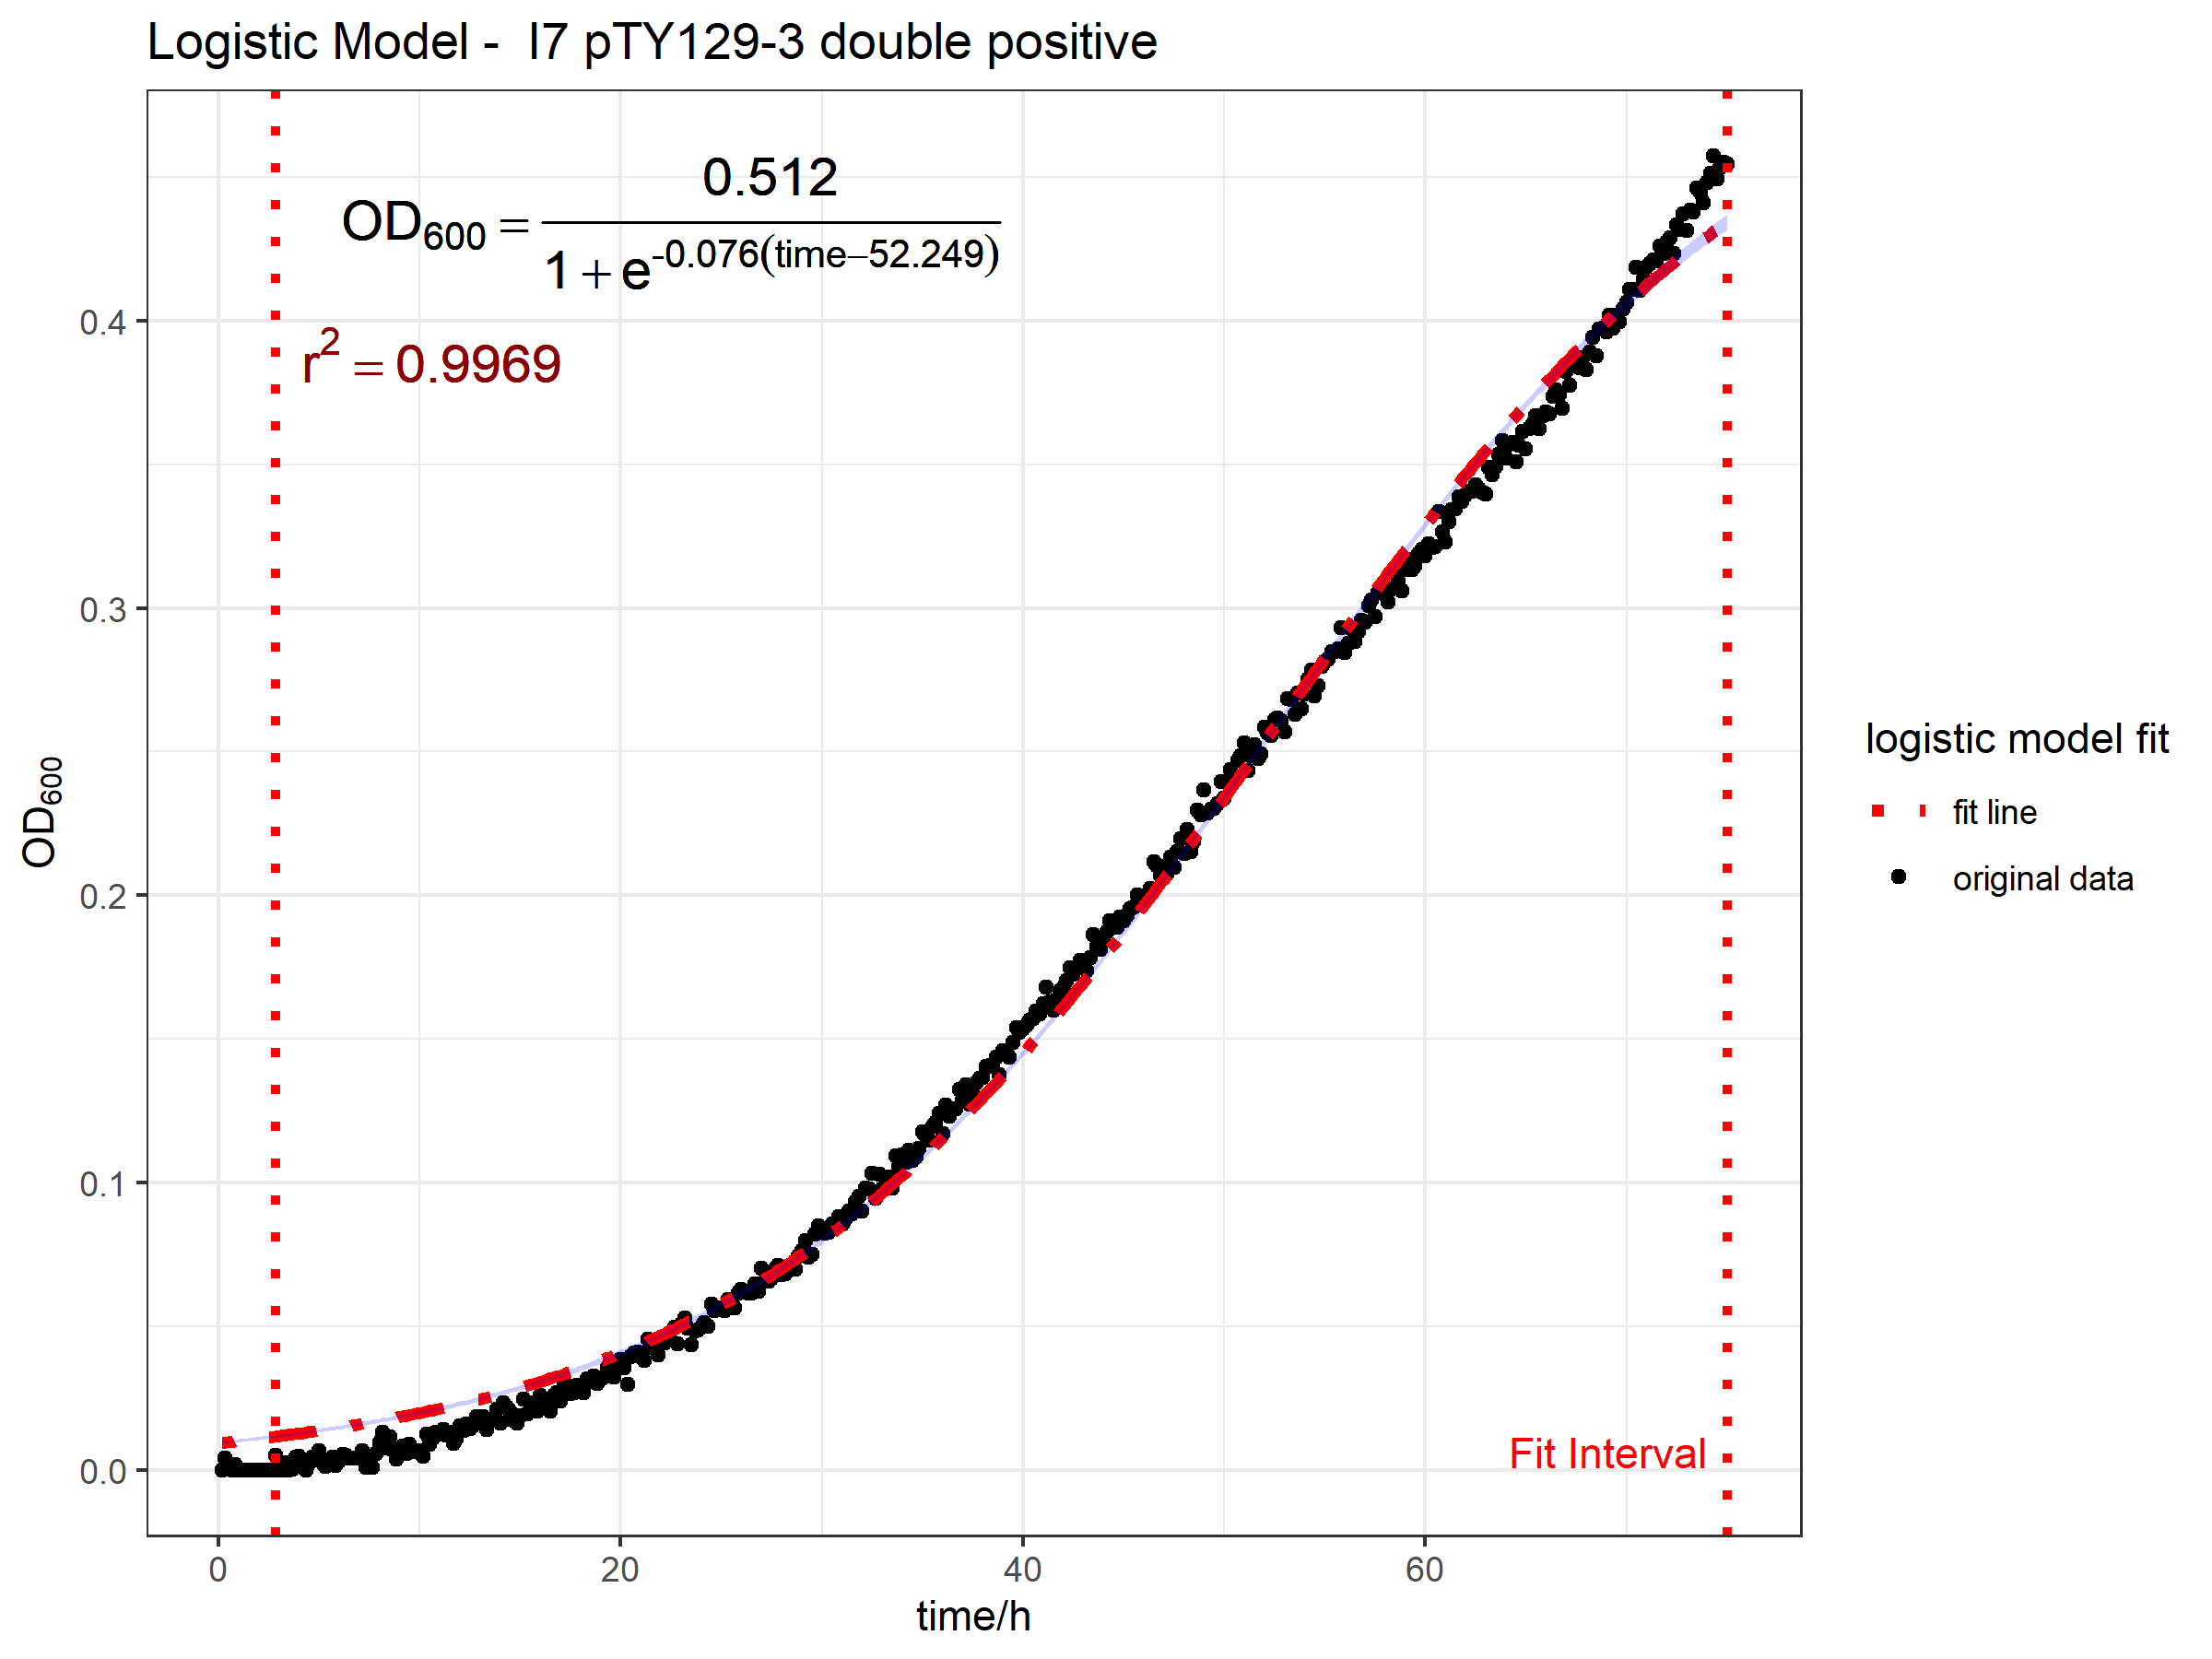 Logistic Model -  I7 pTY129-3 double positive
OD₆₀₀ = 0.512 / 1 + e^-0.076(time−52.249)
r² = 0.9969
0.4
0.3
0.2
0.1
0.0
OD₆₀₀
0 20 40 60
time/h
Fit Interval
logistic model fit
fit line
original data